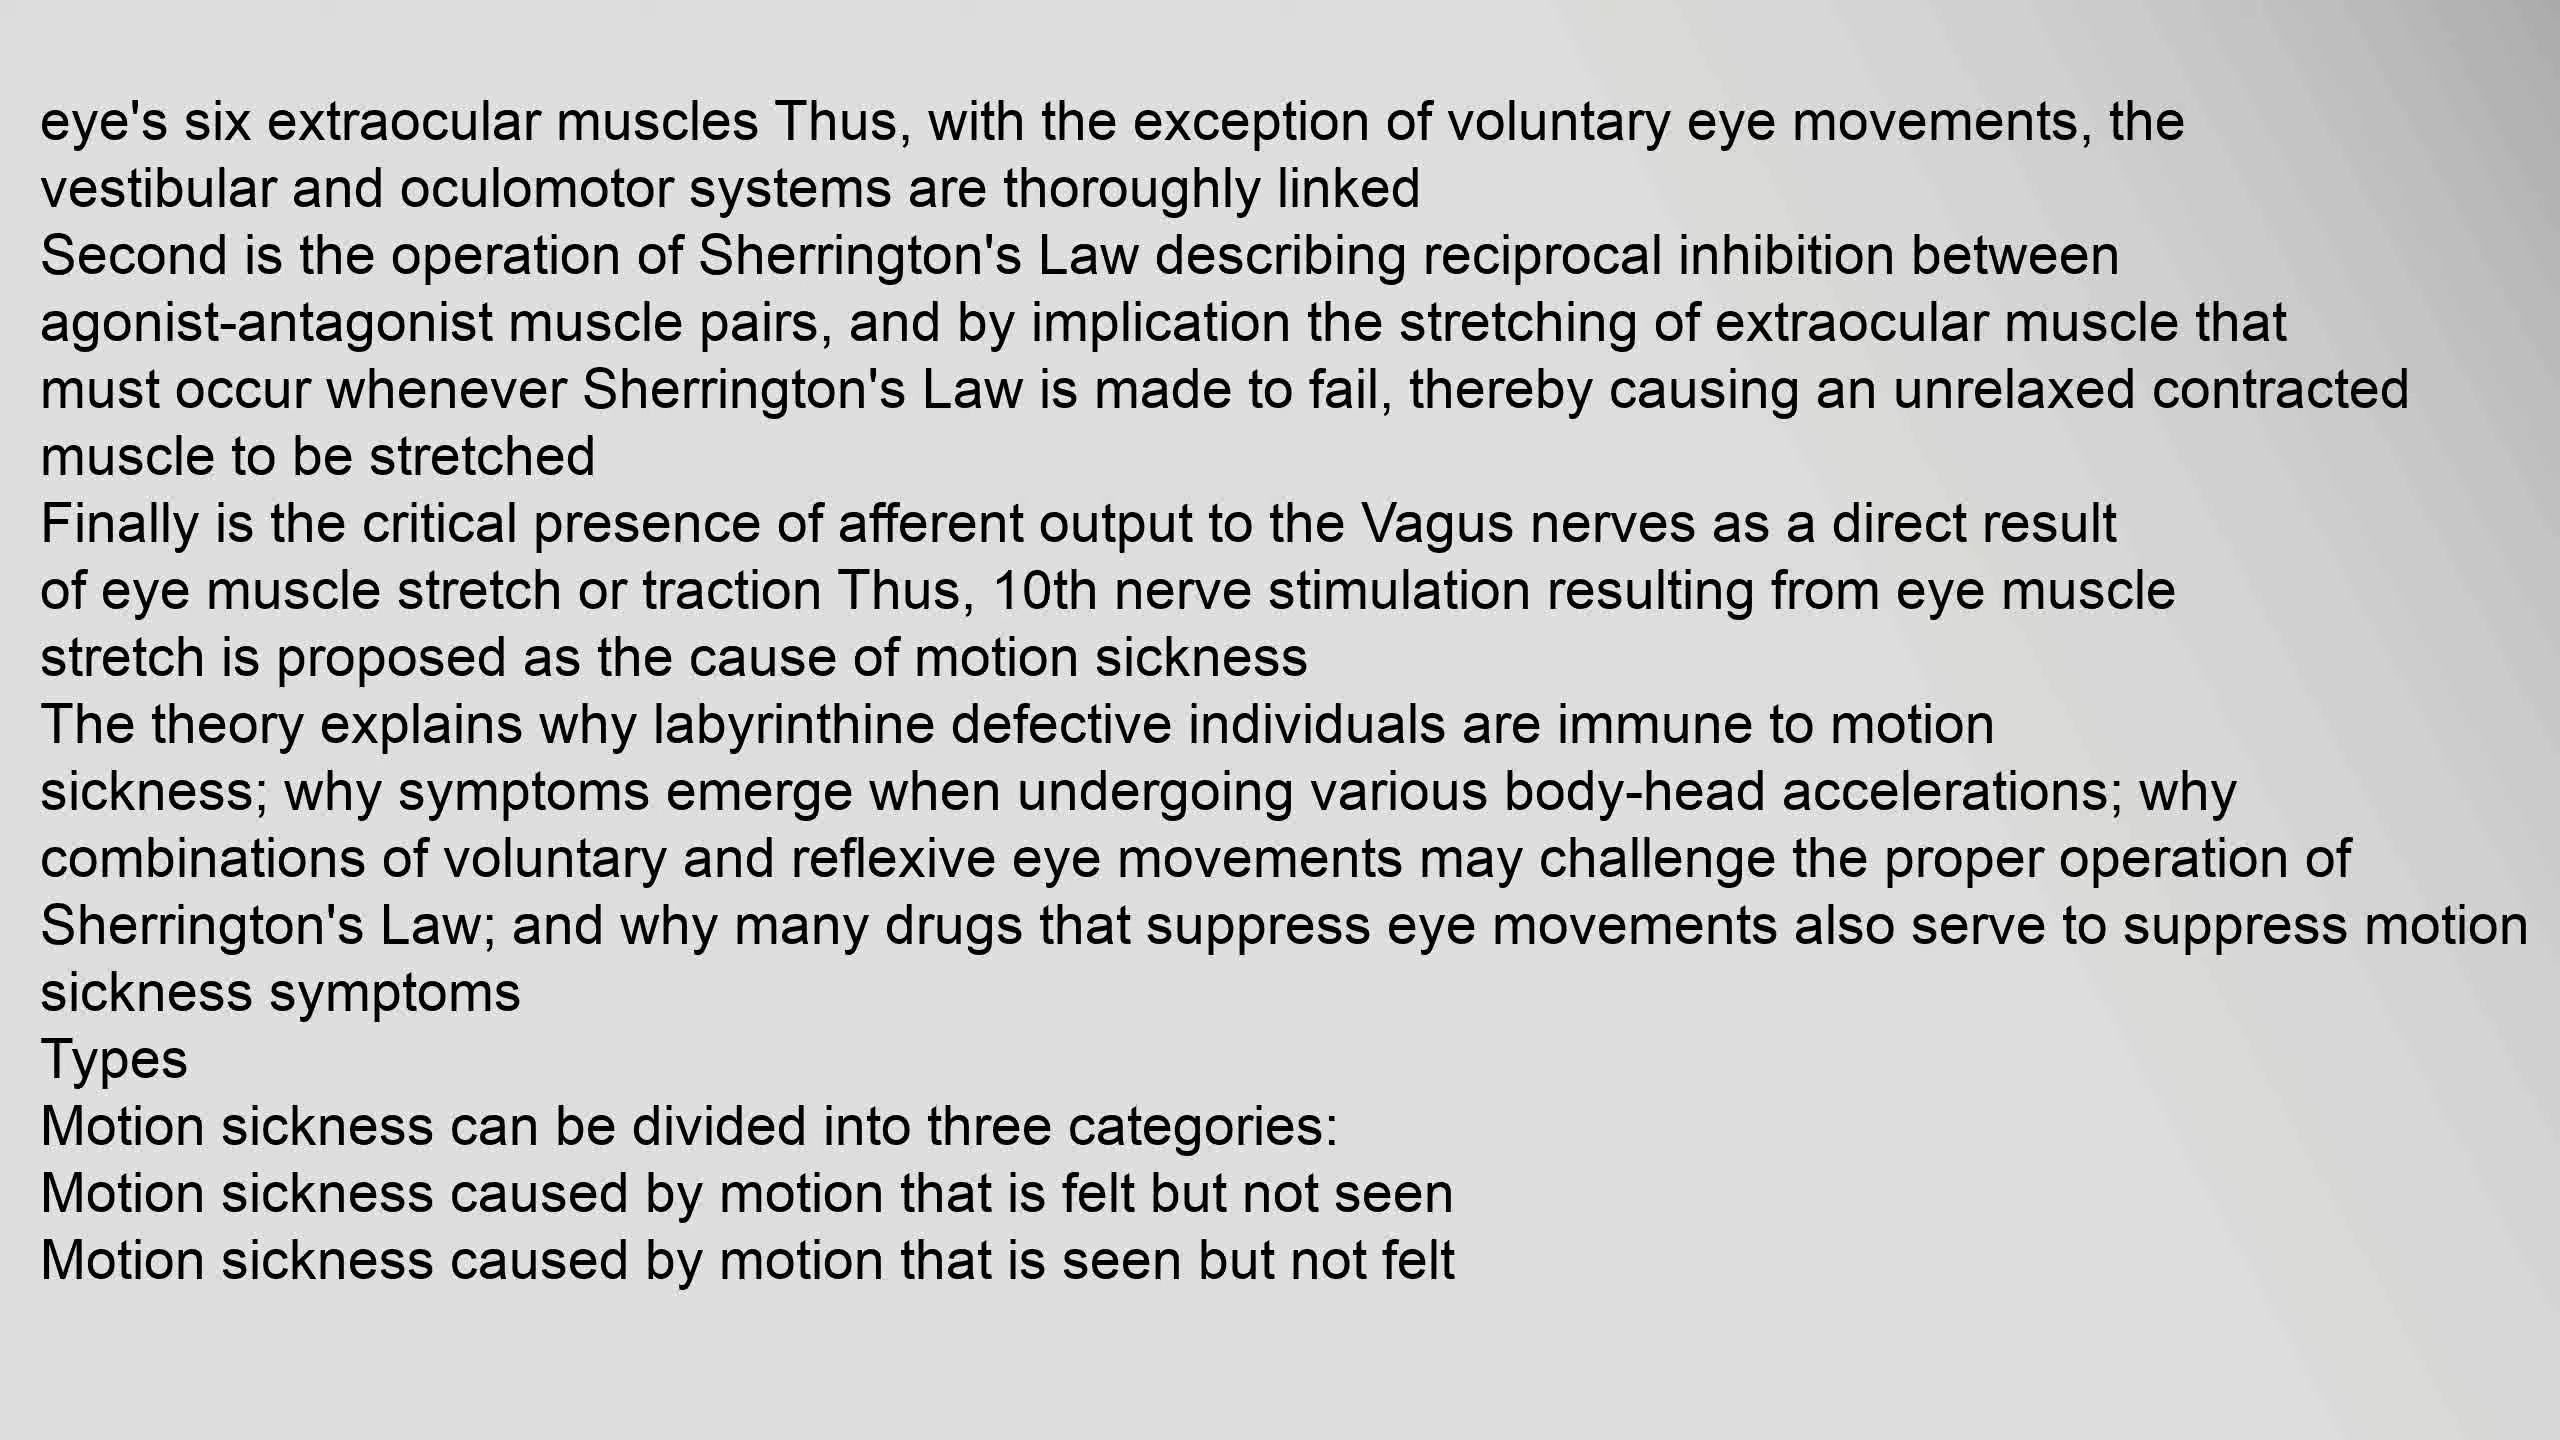 eye's six extraocular muscles Thus, with the exception of voluntary eye movements, the
vestibular and oculomotor systems are thoroughly linked
Second is the operation of Sherrington's Law describing reciprocal inhibition between
agonist-antagonist muscle pairs, and by implication the stretching of extraocular muscle that
must occur whenever Sherrington's Law is made to fail, thereby causing an unrelaxed contracted
muscle to be stretched
Finally is the critical presence of afferent output to the Vagus nerves as a direct result
of eye muscle stretch or traction Thus, 10th nerve stimulation resulting from eye muscle
stretch is proposed as the cause of motion sickness
The theory explains why labyrinthine defective individuals are immune to motion
sickness; why symptoms emerge when undergoing various body-head accelerations; why
combinations of voluntary and reflexive eye movements may challenge the proper operation of
Sherrington's Law; and why many drugs that suppress eye movements also serve to suppress motion
sickness symptoms
Types
Motion sickness can be divided into three categories:
Motion sickness caused by motion that is felt but not seen
Motion sickness caused by motion that is seen but not felt